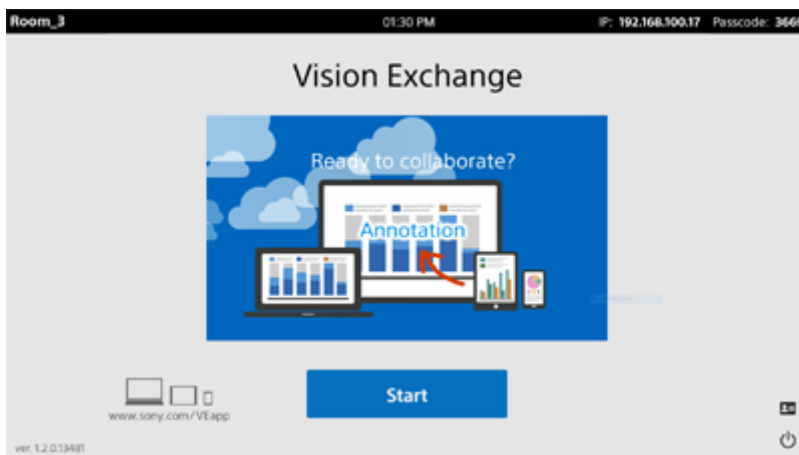 Room_3 01:30 PM IP: 192.168.100.17 Passcode: 366
Vision Exchange
Ready to collaborate?
Annotation
Start
www.sony.com/VEapp
ver. 1.2.0.13481